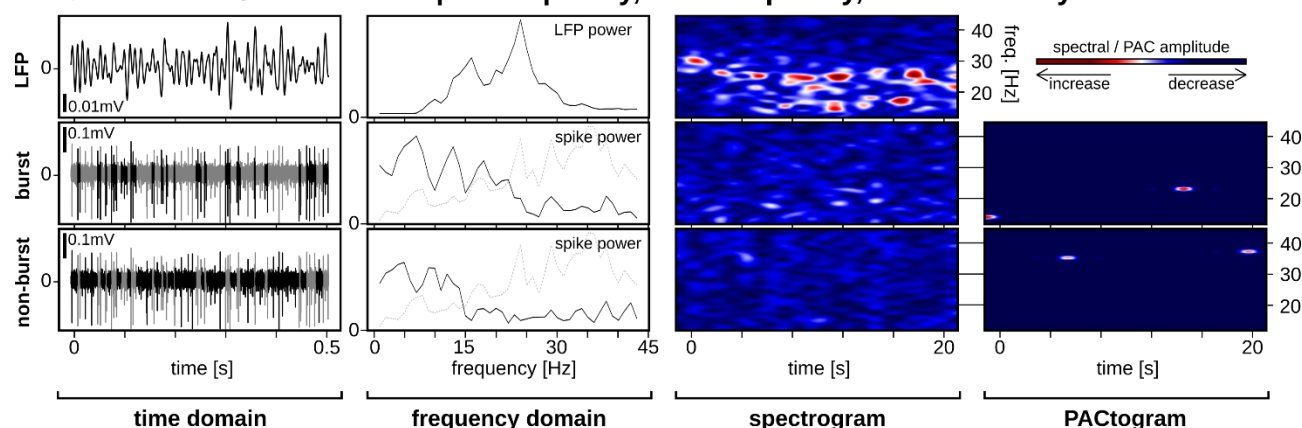 LFP
0
0.01mV
LFP power
0
40
30
20
freq. [Hz]
spectral / PAC amplitude
increase
decrease
burst
0.1mV
0
spike power
0
40
30
20
non-burst
0.1mV
0
spike power
0
40
30
20
0 0.5
time [s]
0 15 30 45
frequency [Hz]
0 20
time [s]
0 20
time [s]
time domain
frequency domain
spectrogram
PACtogram